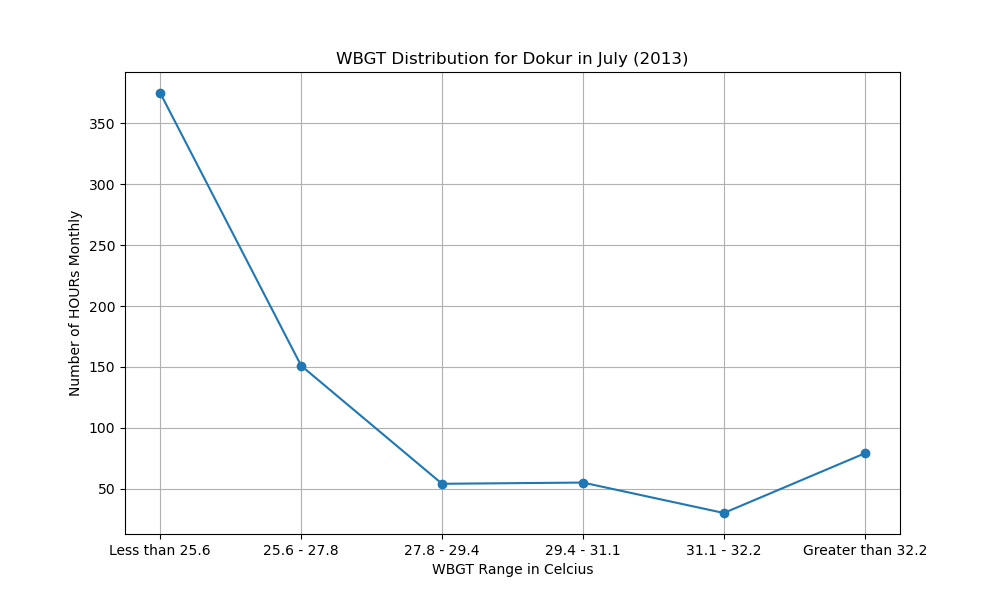 WBGT Distribution for Dokur in July (2013)
Number of HOURs Monthly
350
300
250
200
150
100
50
Less than 25.6
25.6 - 27.8
27.8 - 29.4
29.4 - 31.1
31.1 - 32.2
Greater than 32.2
WBGT Range in Celcius